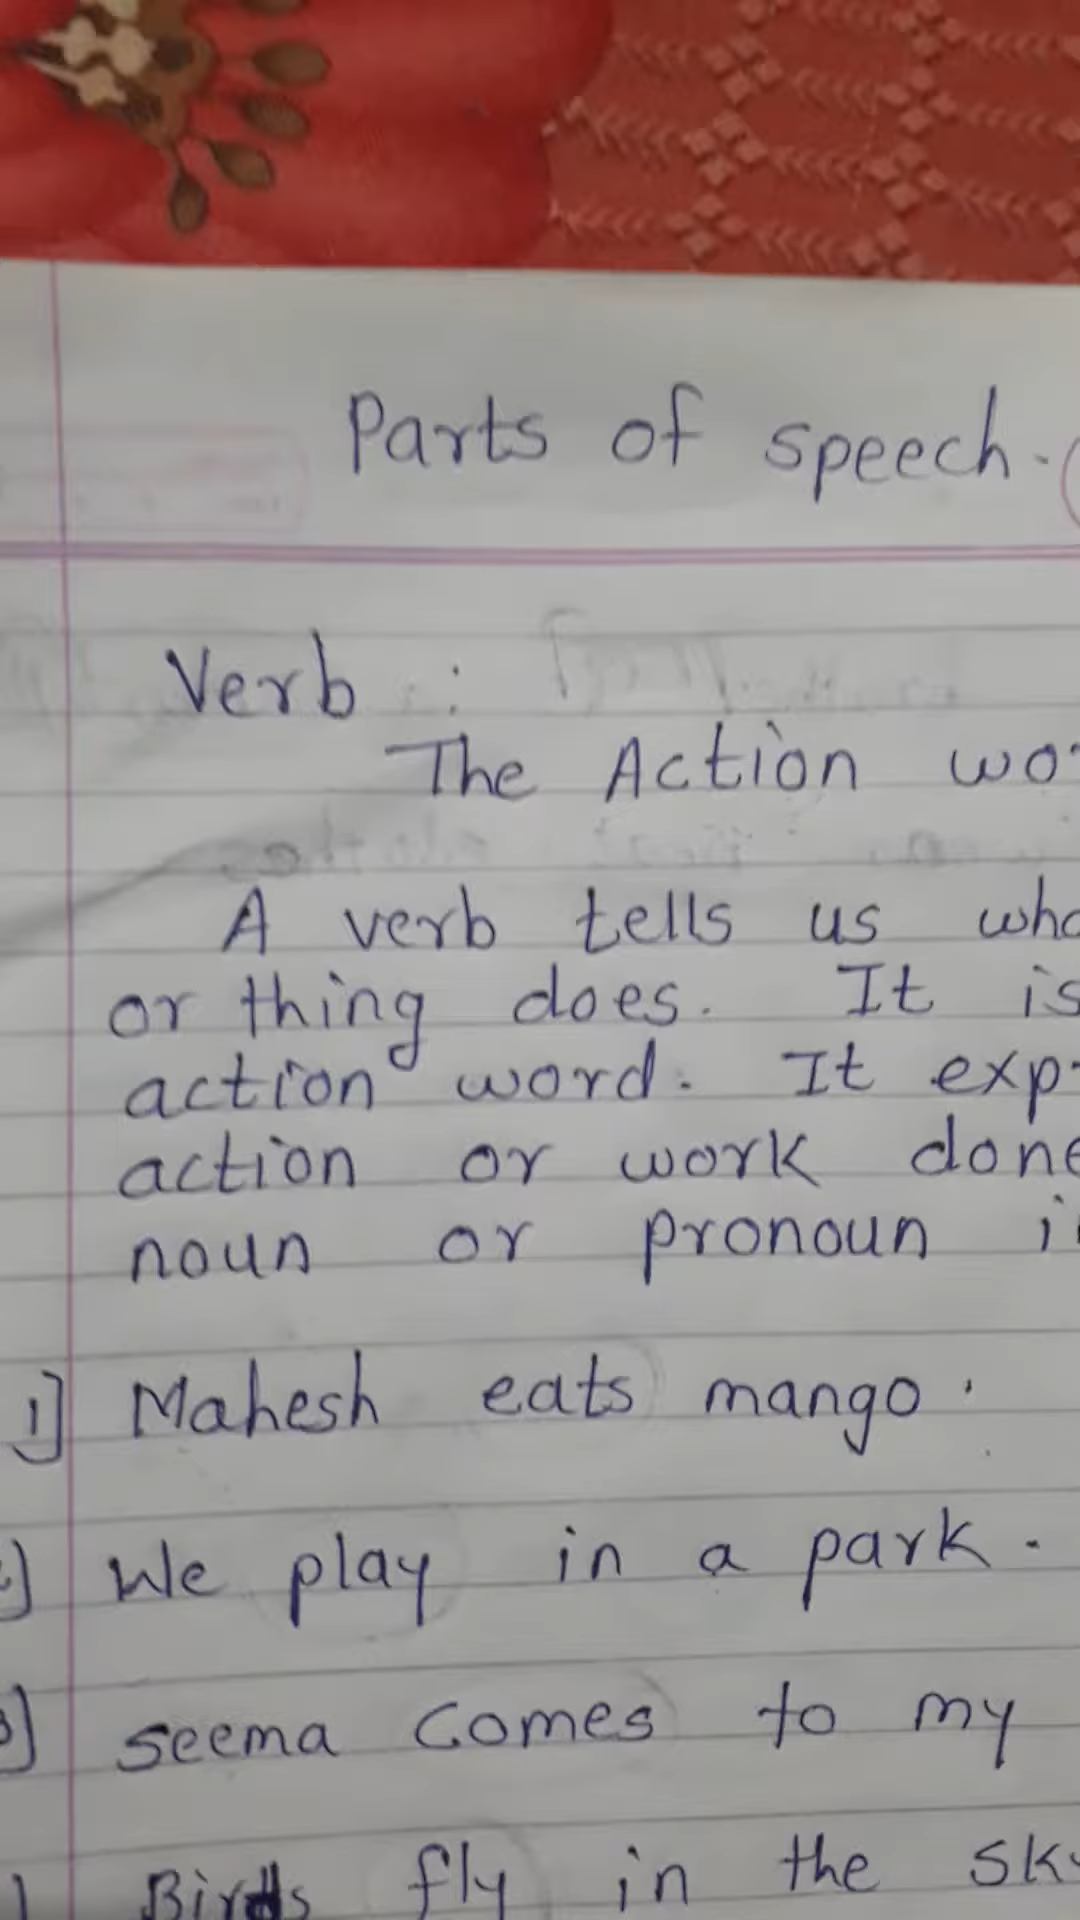 Parts of speech.
Verb :
The Action
A verb tells us
or thing does. It is
action word. It
action or work
noun or pronoun
1] Mahesh eats mango.
We play in a park.
seema comes to my
Birds fly in the